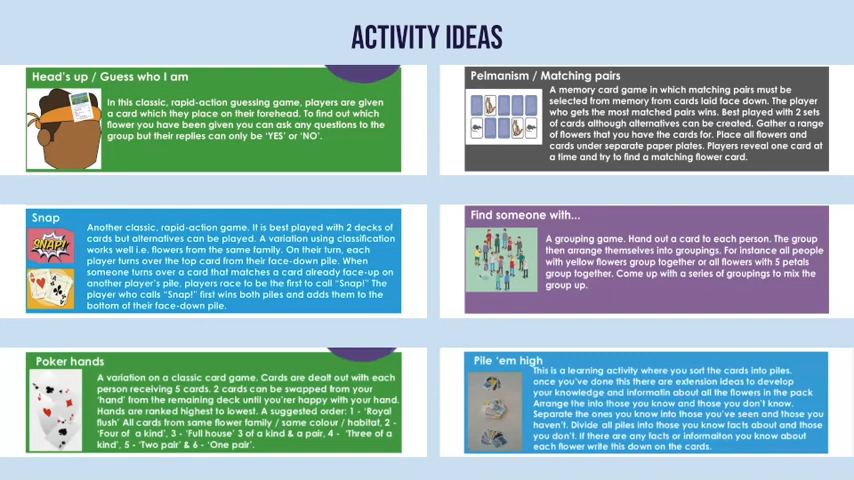 ACTIVITY IDEAS
Head's up / Guess who I am
In this classic, rapid-action guessing game, players are given
a card which they place on their forehead. To find out which
flower you have been given you can ask any questions to the
group but their replies can only be 'YES' or 'NO'.
Pelmanism / Matching pairs
A memory card game in which matching pairs must be
selected from memory from cards laid face down. The player
who gets the most matched pairs wins. Best played with 2 sets
of cards although alternatives can be created. Gather a range
of flowers that you have the cards for. Place all flowers and
cards under separate paper plates. Players reveal one card at
a time and try to find a matching flower card.
Snap
SNAP!
Another classic, rapid-action game. It is best played with 2 decks of
cards but alternatives can be played. A variation using classification
works well i.e. flowers from the same family. On their turn, each
player turns over the top card from their face-down pile. When
someone turns over a card that matches a card already face-up on
another player's pile, players race to be the first to call "Snap!" The
player who calls "Snap!" first wins both piles and adds them to the
bottom of their face-down pile.
Find someone with...
A grouping game. Hand out a card to each person. The group
then arrange themselves into groupings. For instance all people
with yellow flowers group together or all flowers with 5 petals
group together. Come up with a series of groupings to mix the
group up.
Poker hands
A variation on a classic card game. Cards are dealt out with each
person receiving 5 cards. 2 cards can be swapped from your
'hand' from the remaining deck until you're happy with your hand.
Hands are ranked highest to lowest. A suggested order: 1 - 'Royal
flush' All cards from same flower family / same colour / habitat, 2 -
'Four of a kind', 3 - 'Full house' 3 of a kind & a pair, 4 - 'Three of a
kind', 5 - 'Two pair' & 6 - 'One pair'.
Pile 'em high
This is a learning activity where you sort the cards into piles.
once you've done this there are extension ideas to develop
your knowledge and informatin about all the flowers in the pack
Arrange the into those you know and those you don't know.
Separate the ones you know into those you've seen and those you
haven't. Divide all piles into those you know facts about and those
you don't. If there are any facts or informaiton you know about
each flower write this down on the cards.